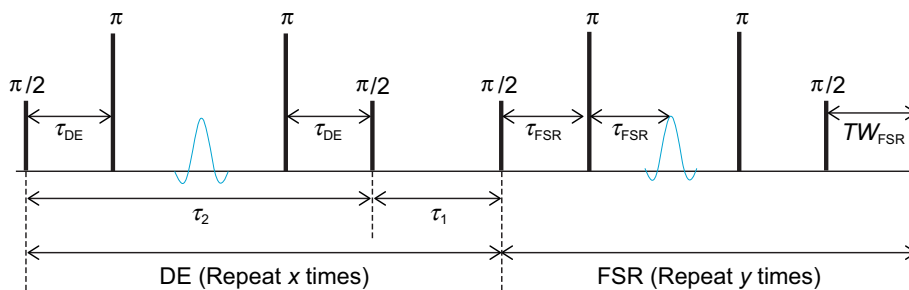 π π π π
π/2 π/2 π/2 π/2
τDE τDE τFSR τFSR TWFSR
τ2 τ1
DE (Repeat x times) FSR (Repeat y times)